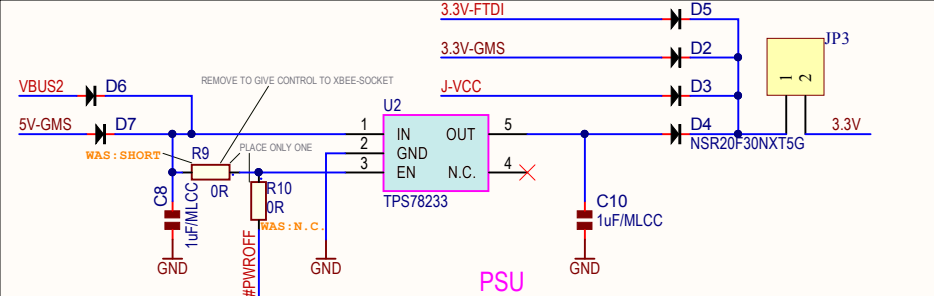 3.3V-FTDI
D5
3.3V-GMS
D2
JP3
VBUS2
D6
REMOVE TO GIVE CONTROL TO XBEE-SOCKET
J-VCC
D3
1
2
U2
5V-GMS
D7
1
IN
OUT
5
D4
3.3V
WAS:SHORT
R9
PLACE ONLY ONE
2
GND
NSR20F30NXT5G
3
EN
N.C.
4
0R
R10
0R
TPS78233
C8
1uF/MLCC
WAS:N.C.
C10
1uF/MLCC
#PWROFF
GND
GND
GND
PSU